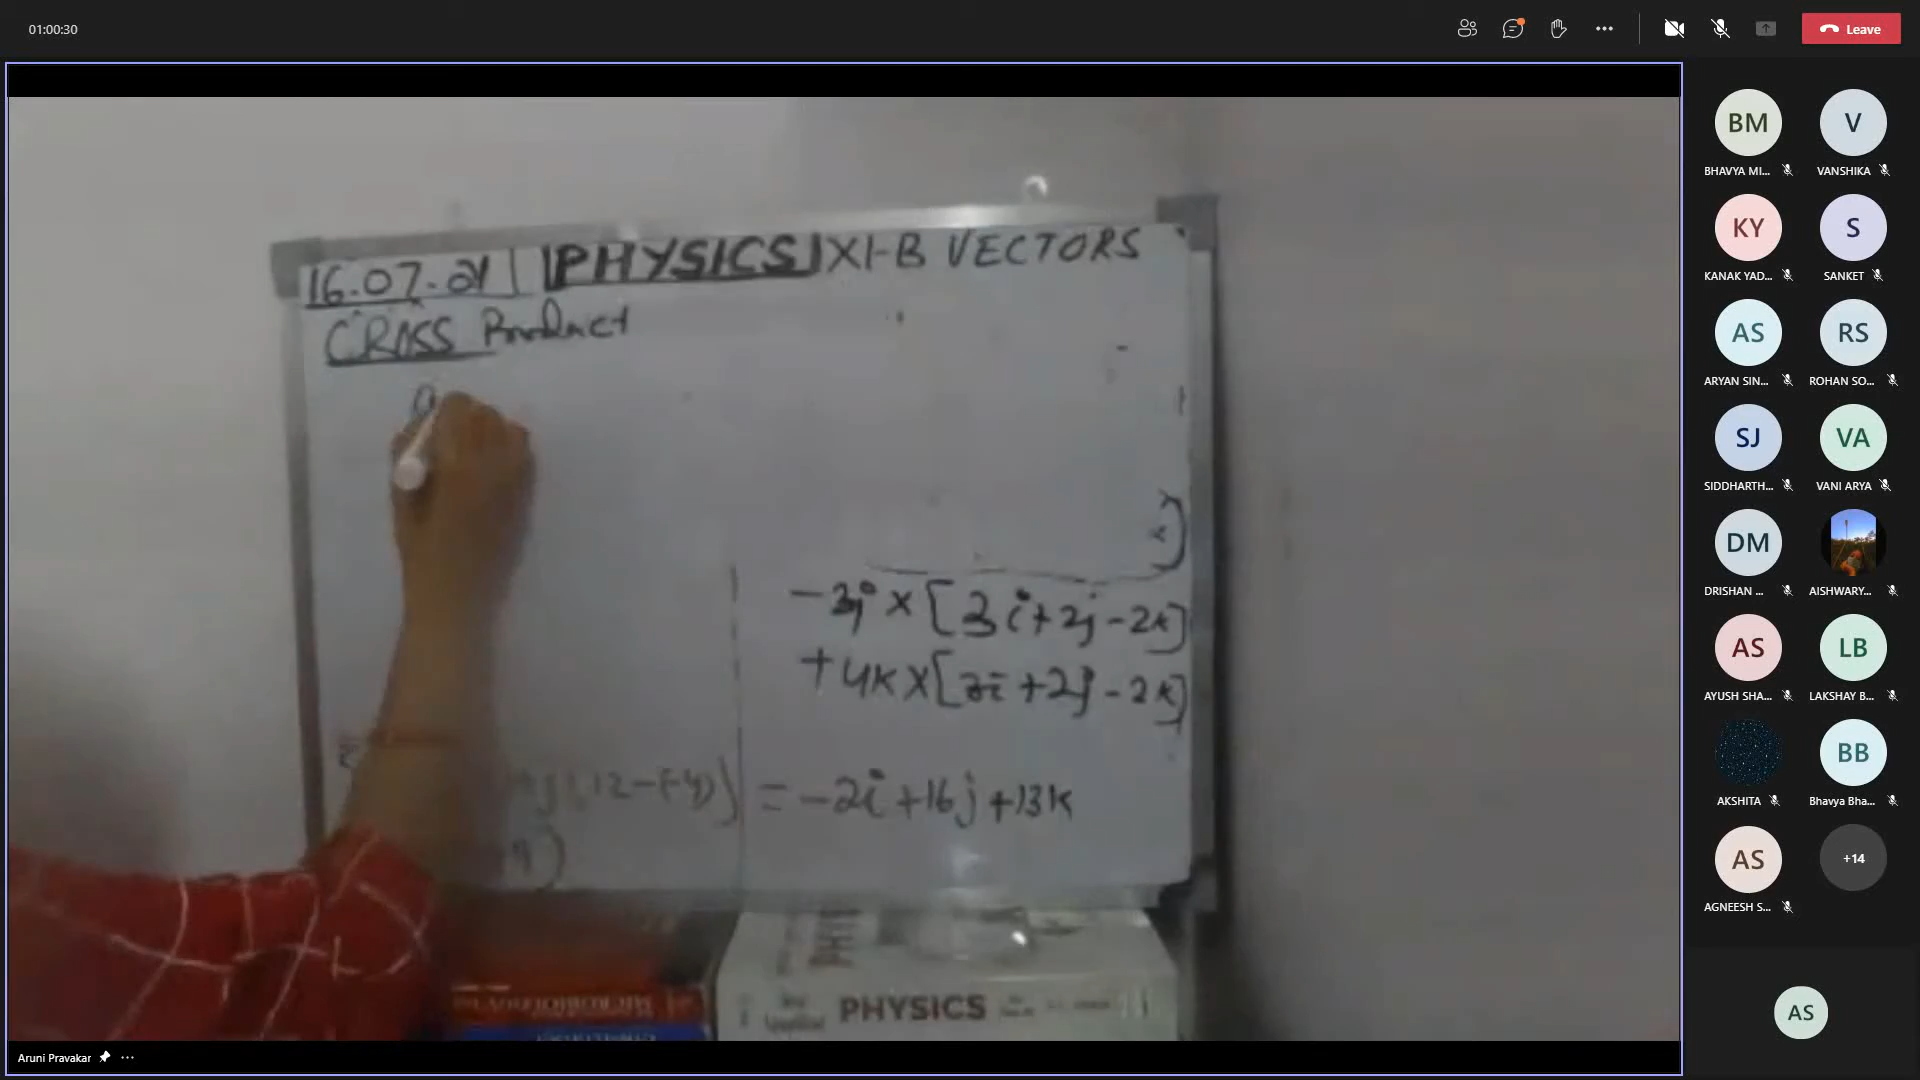 01:00:30
Leave
16.07.21 PHYSICS XI-B VECTORS
CROSS Product
-3j × [3i+2j-2k]
+4k×[3i+2j-2k]
j(12-(-4)) = -2i+16j+13k
PHYSICS
BM
V
BHAVYA MI...
VANSHIKA
KY
S
KANAK YAD...
SANKET
AS
RS
ARYAN SIN...
ROHAN SO...
SJ
VA
SIDDHARTH...
VANI ARYA
DM
DRISHAN ...
AISHWARY...
AS
LB
AYUSH SHA...
LAKSHAY B...
BB
AKSHITA
Bhavya Bha...
AS
+14
AGNEESH S...
AS
Aruni Pravakar